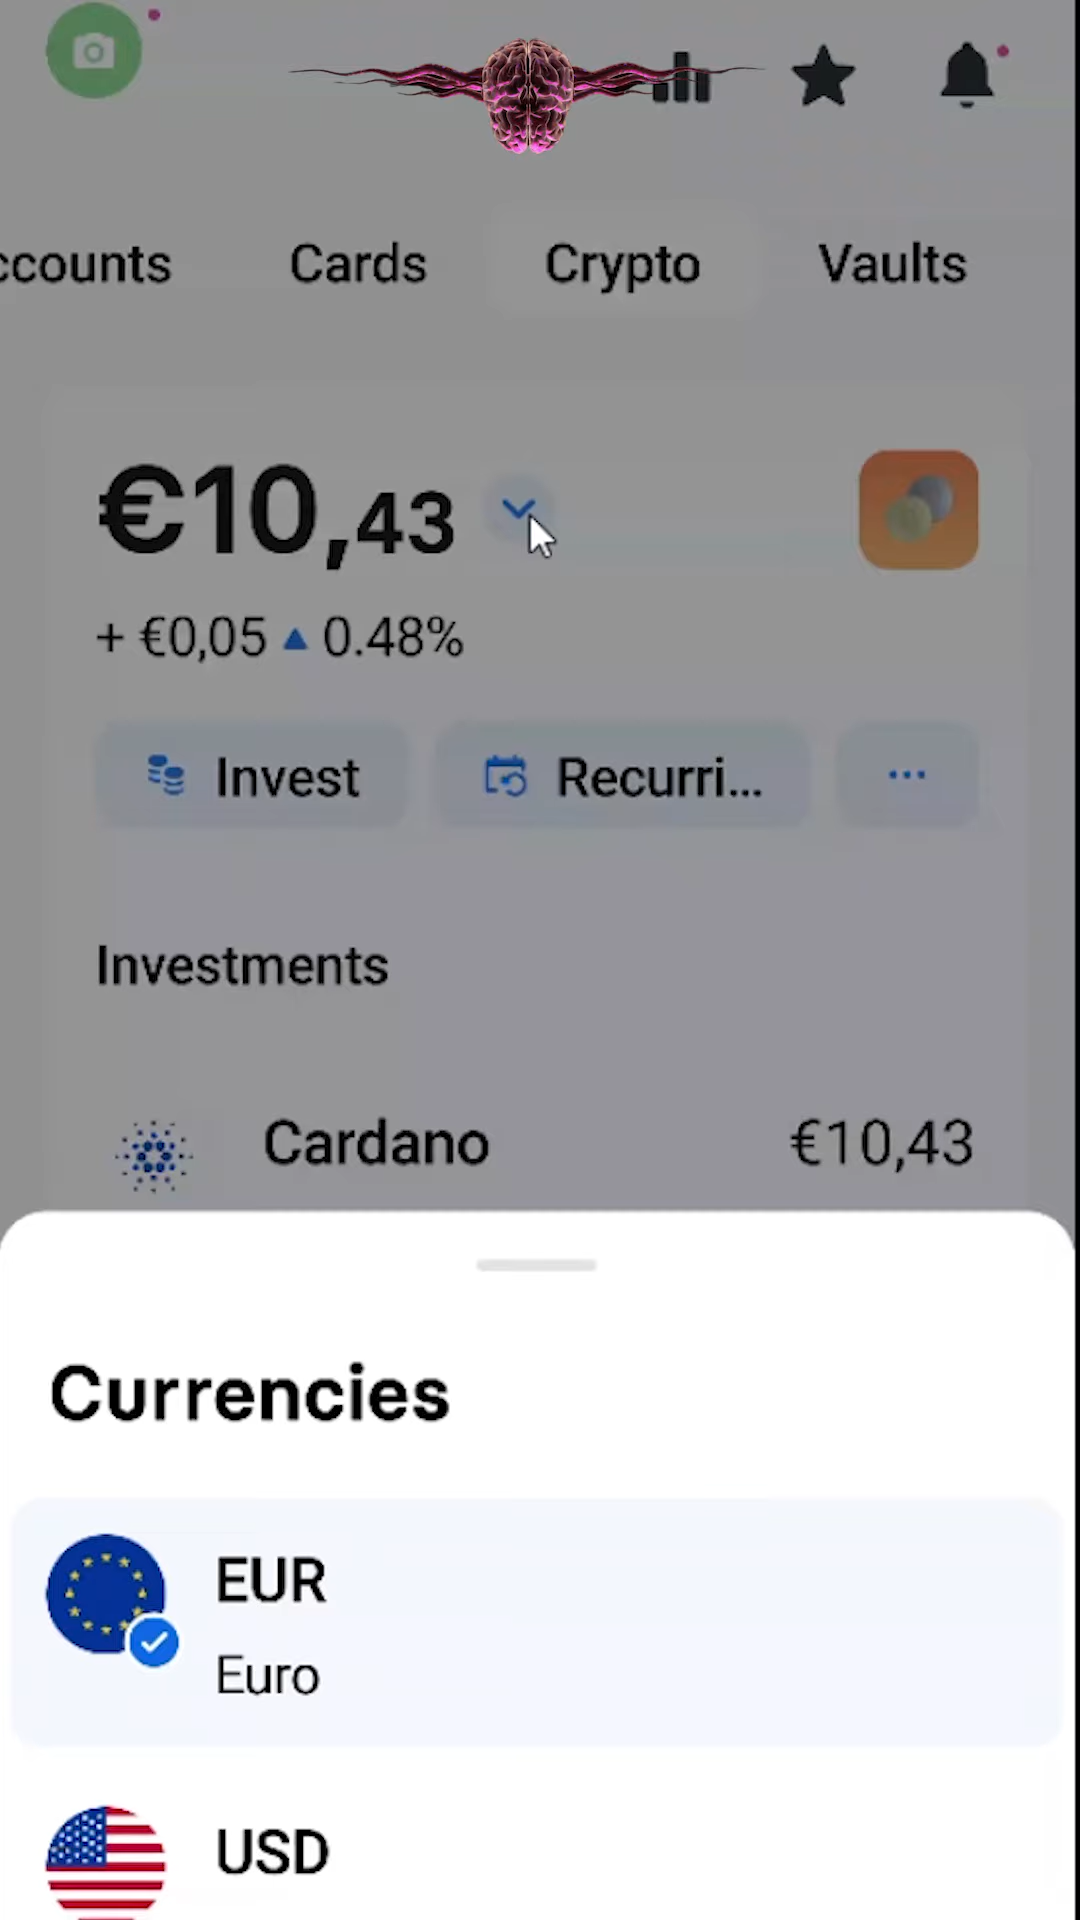 ccounts Cards Crypto Vaults
€10,43
+ €0,05 ▲ 0.48%
Invest Recurri... ...
Investments
Cardano €10,43
Currencies
EUR
Euro
USD